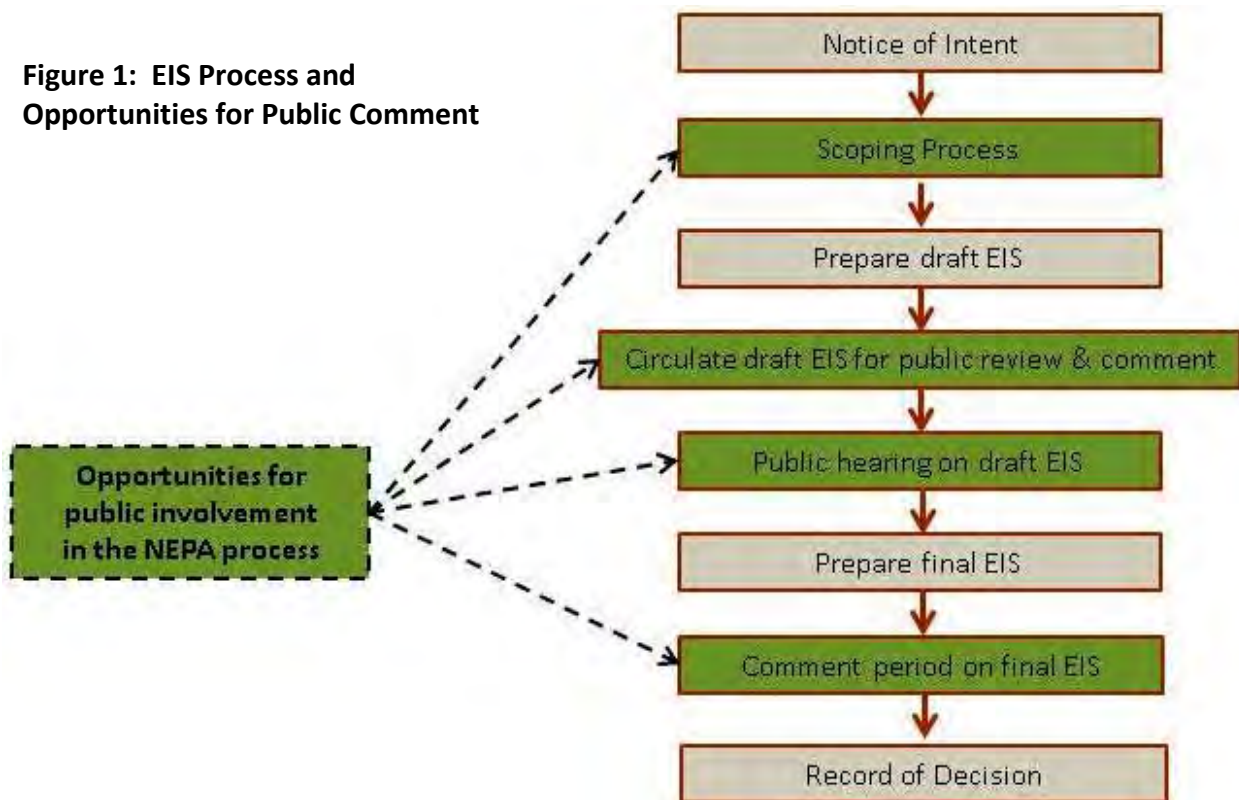 Figure 1: EIS Process and
Opportunities for Public Comment
Notice of Intent
Scoping Process
Prepare draft EIS
Circulate draft EIS for public review & comment
Opportunities for
public involvement
in the NEPA process
Public hearing on draft EIS
Prepare final EIS
Comment period on final EIS
Record of Decision